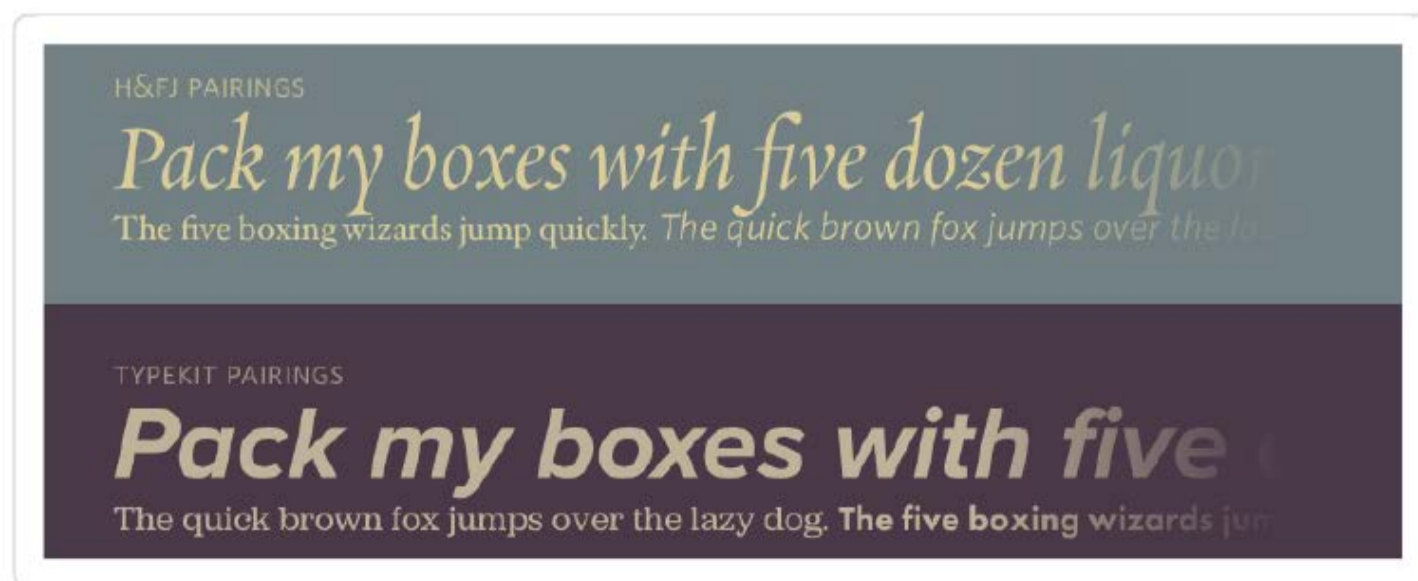 H&FJ PAIRINGS
Pack my boxes with five dozen liquor
The five boxing wizards jump quickly. The quick brown fox jumps over the
TYPEKIT PAIRINGS
Pack my boxes with five
The quick brown fox jumps over the lazy dog. The five boxing wizards